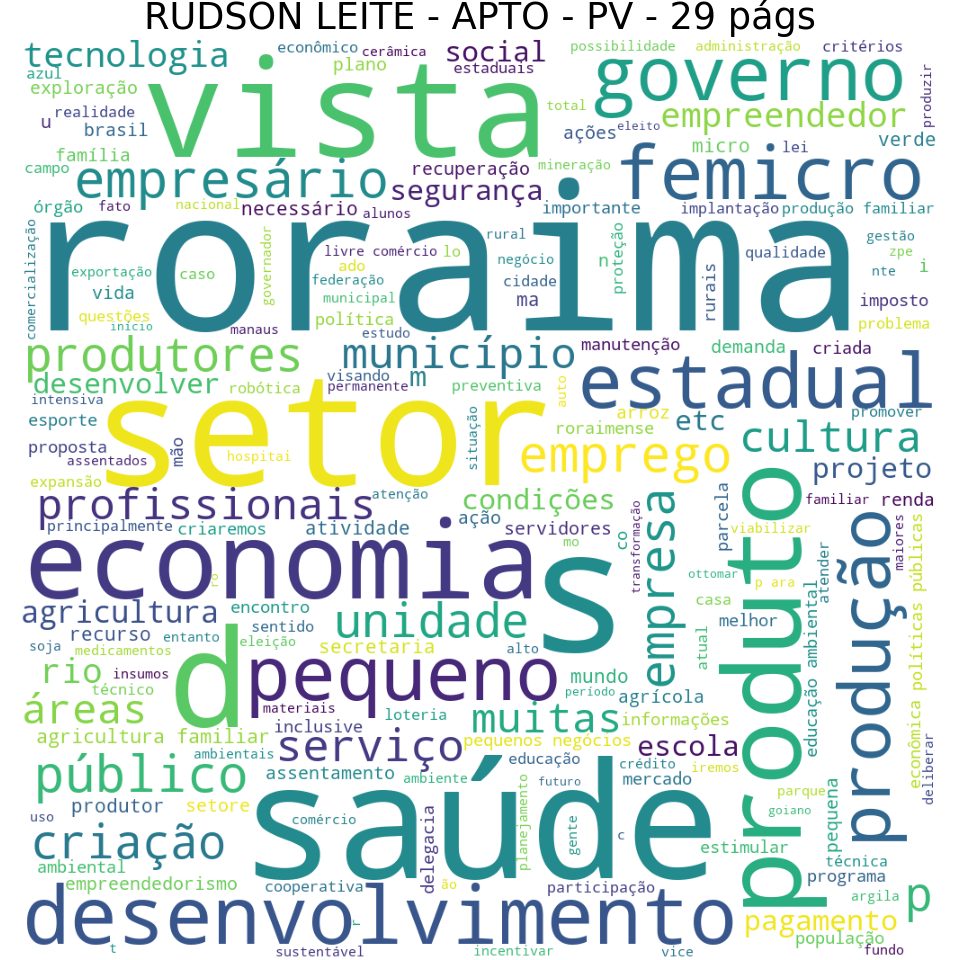 RUDSON LEITE - APTO - PV - 29 págs
tecnologia
econômico
cerâmica
social
possibilidade
administração
critérios
azul
plano
estaduais
exploração
vista
governo
produzir
realidade
total
empreendedor
u
brasil
ações
eleito
micro
lei
verde
família
campo
empresário
recuperação
mineração
femicro
segurança
órgão
fato
nacional
necessário
alunos
importante
implantação
produção familiar
roraima
comercialização
governador
livre comércio
lo
rural
proteção
qualidade
gestão
zpe
exportação
caso
ado
negócio
n
nte
i
federação
cidade
rurais
vida
municipal
ma
imposto
questões
início
política
manaus
estudo
problema
produtores
município
manutenção
demanda
criada
desenvolver
robótica
visando
m
permanente
preventiva
auto
estadual
intensiva
setor
esporte
arroz
etc
promover
roraimense
situação
cultura
proposta
mão
assentados
hospitai
emprego
projeto
expansão
profissionais
atenção
condições
empresa
parcela
produto
familiar
renda
principalmente
criaremos
atividade
ação
servidores
co
transformação
viabilizar
produção
maiores
economia
s
mo
atender
ro
ottomar
p ara
agricultura
encontro
unidade
casa
melhor
recurso
entanto
sentido
eleição
secretaria
alto
atual
educação ambiental
econômica
políticas públicas
soja
medicamentos
rio
insumos
d
pequeno
mundo
técnico
período
agrícola
áreas
materiais
loteria
muitas
informações
inclusive
agricultura familiar
serviço
pequenos negócios
escola
ambientais
educação
público
assentamento
ambiente
saúde
futuro
crédito
mercado
iremos
produtor
setore
parque
deliberar
uso
comércio
planejamento
gente
c
goiano
pequena
criação
delegacia
estimular
técnica
ambiental
programa
empreendedorismo
cooperativa
ão
participação
argila
p
desenvolvimento
r
pagamento
população
t
sustentável
incentivar
vice
fundo